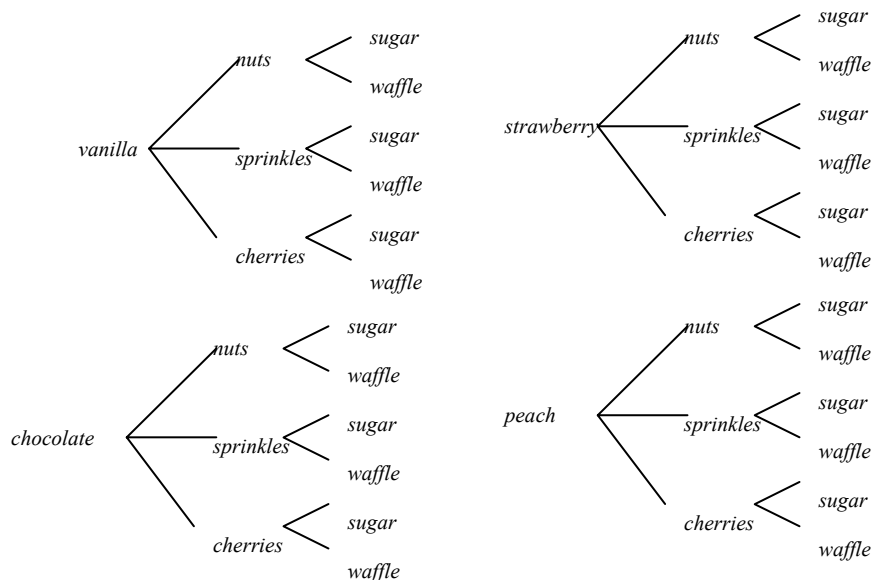 vanilla
nuts
sugar
waffle
sprinkles
sugar
waffle
cherries
sugar
waffle
strawberry
nuts
sugar
waffle
sprinkles
sugar
waffle
cherries
sugar
waffle
chocolate
nuts
sugar
waffle
sprinkles
sugar
waffle
cherries
sugar
waffle
peach
nuts
sugar
waffle
sprinkles
sugar
waffle
cherries
sugar
waffle